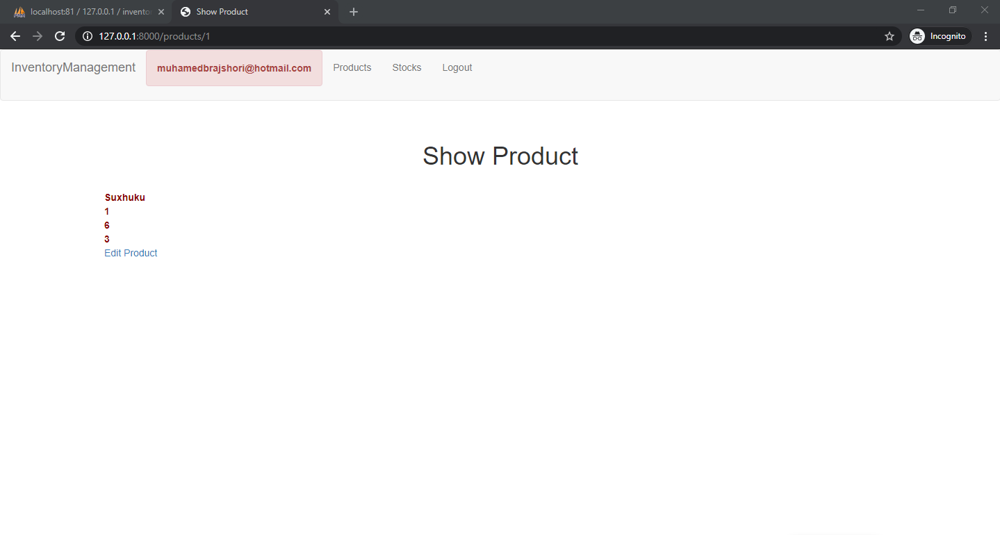 localhost:81 / 127.0.0.1 / invento
Show Product
127.0.0.1:8000/products/1
Incognito
InventoryManagement
muhamedbrajshori@hotmail.com
Products
Stocks
Logout
Show Product
Suxhuku
1
6
3
Edit Product